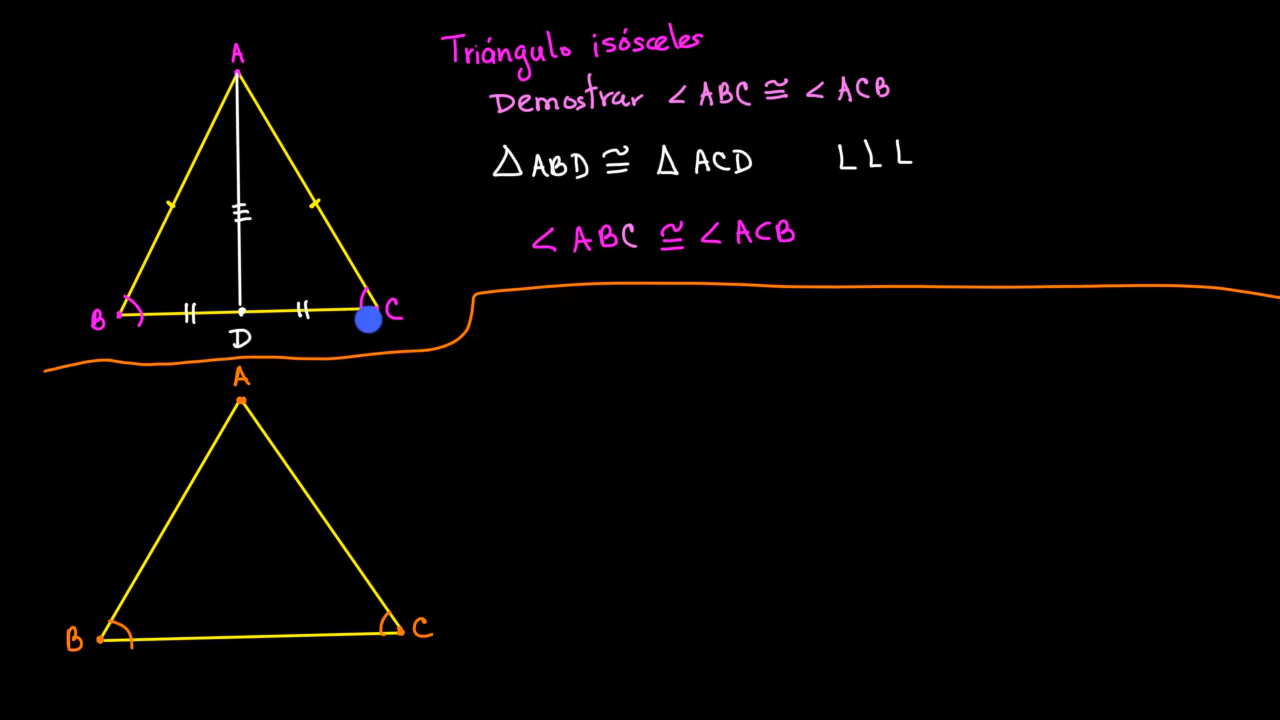 A
Triángulo isósceles
Demostrar ∠ABC ≅ ∠ACB
△ABD ≅ △ACD LLL
∠ABC ≅ ∠ACB
B
C
D
A
B
C